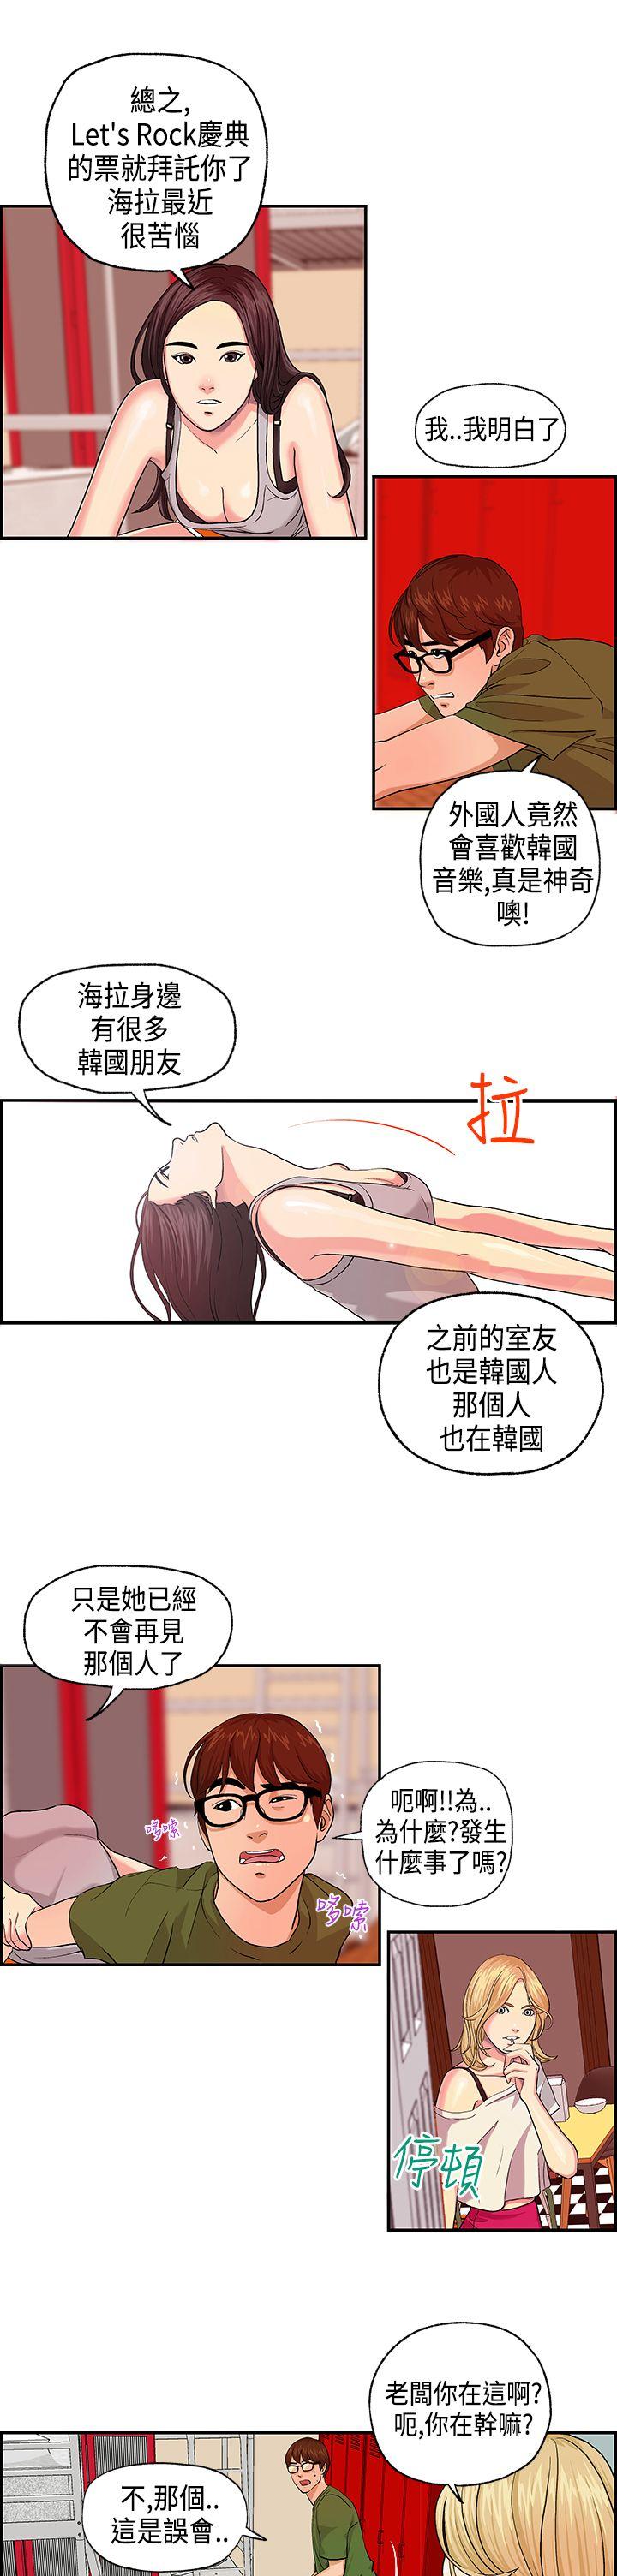 總之,
Let's Rock慶典
的票就拜託你了
海拉最近
很苦惱
我..我明白了
外國人竟然
會喜歡韓國
音樂,真是神奇
噢!
海拉身邊
有很多
韓國朋友
拉
之前的室友
也是韓國人
那個人
也在韓國
只是她已經
不會再見
那個人了
哆嗦
呃啊!!為..
為什麼?發生
什麼事了嗎?
哆嗦
停頓
老闆你在這啊?
呃,你在幹嘛?
不,那個..
這是誤會..